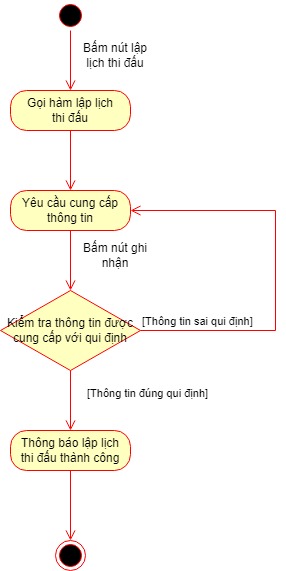 Bấm nút lập
lịch thi đấu
Gọi hàm lập lịch
thi đấu
Yêu cầu cung cấp
thông tin
Bấm nút ghi
nhận
Kiểm tra thông tin được
cung cấp với qui định
[Thông tin sai qui định]
[Thông tin đúng qui định]
Thông báo lập lịch
thi đấu thành công